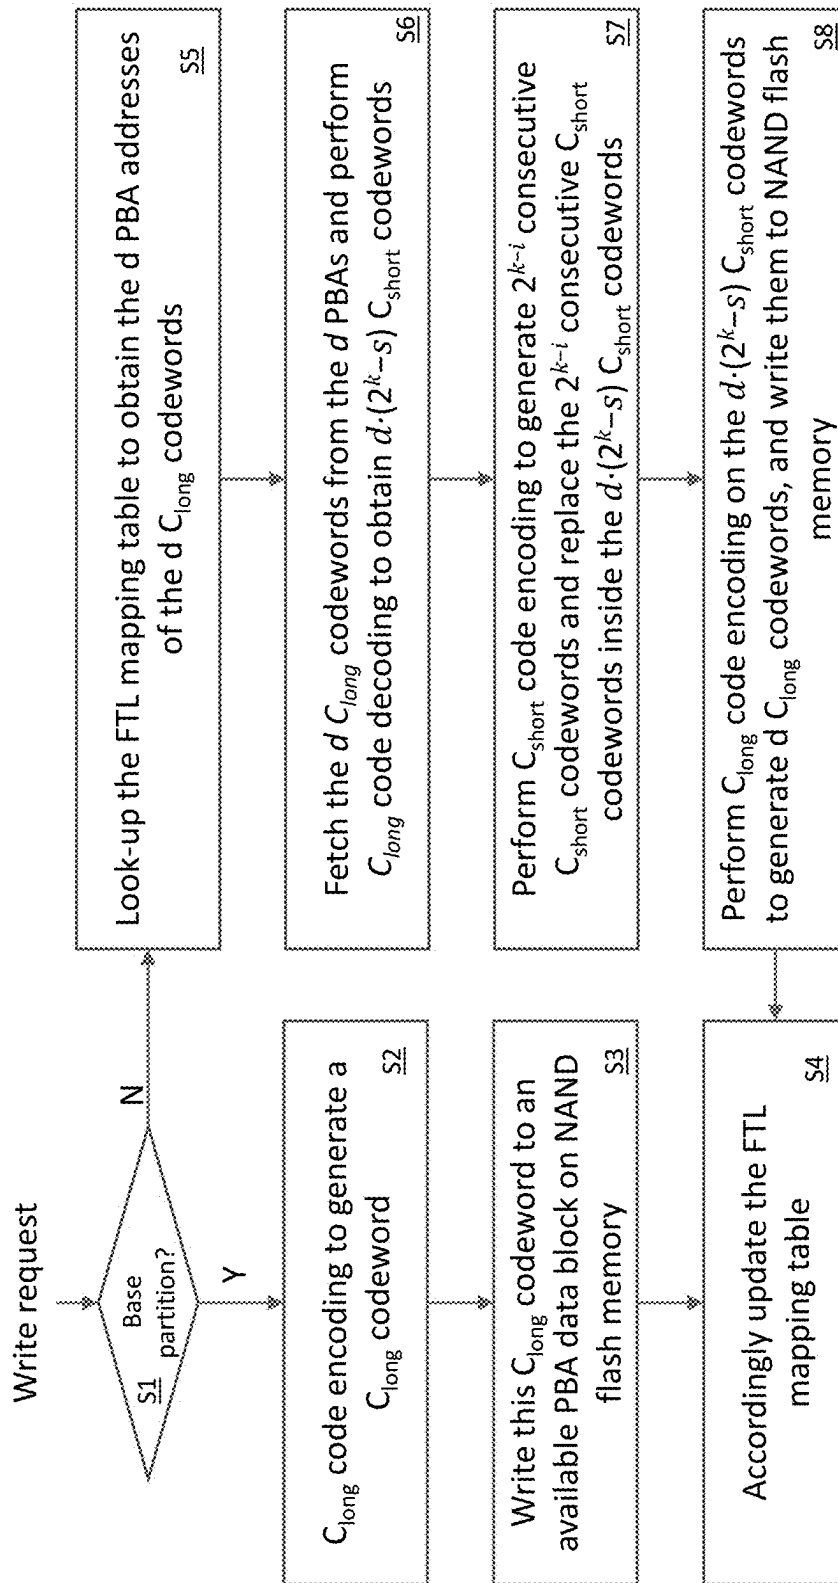 Write request
Base
partition?
S1
Y
N
C_long code encoding to generate a
C_long codeword
S2
Write this C_long codeword to an
available PBA data block on NAND
flash memory
S3
Accordingly update the FTL
mapping table
S4
Look-up the FTL mapping table to obtain the d PBA addresses
of the d C_long codewords
S5
Fetch the d C_long codewords from the d PBAs and perform
C_long code decoding to obtain d·(2^k−s) C_short codewords
S6
Perform C_short code encoding to generate 2^{k−i} consecutive
C_short codewords and replace the 2^{k−i} consecutive C_short
codewords inside the d·(2^k−s) C_short codewords
S7
Perform C_long code encoding on the d·(2^k−s) C_short codewords
to generate d C_long codewords, and write them to NAND flash
memory
S8